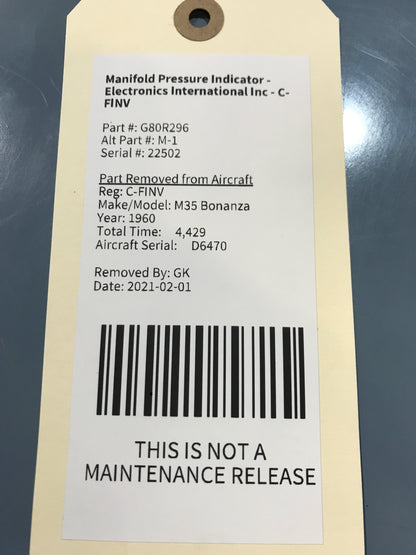 Manifold Pressure Indicator -
Electronics International Inc - C-
FINV
Part #: G80R296
Alt Part #: M-1
Serial #: 22502
Part Removed from Aircraft
Reg: C-FINV
Make/Model: M35 Bonanza
Year: 1960
Total Time: 4,429
Aircraft Serial: D6470
Removed By: GK
Date: 2021-02-01
THIS IS NOT A
MAINTENANCE RELEASE